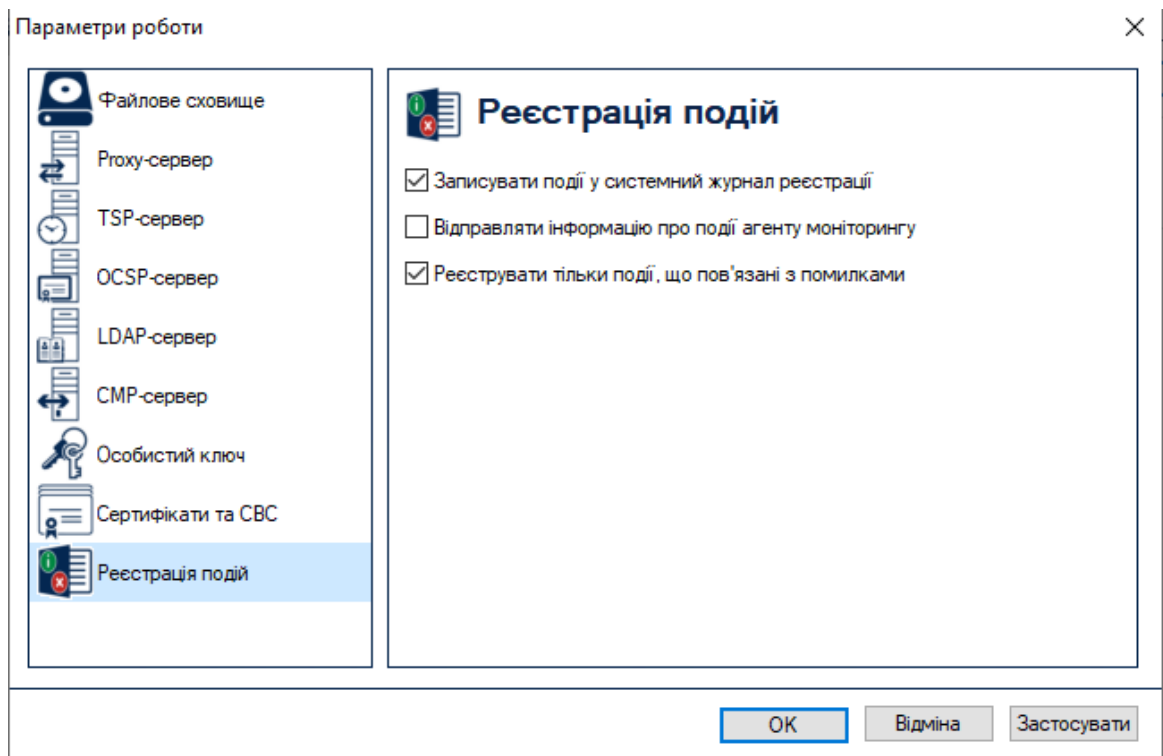 Параметри роботи
Файлове сховище
Proxy-сервер
TSP-сервер
OCSP-сервер
LDAP-сервер
CMP-сервер
Особистий ключ
Сертифікати та СВС
Реєстрація подій
Реєстрація подій
Записувати події у системний журнал реєстрації
Відправляти інформацію про події агенту моніторингу
Реєструвати тільки події, що пов'язані з помилками
OK
Відміна
Застосувати